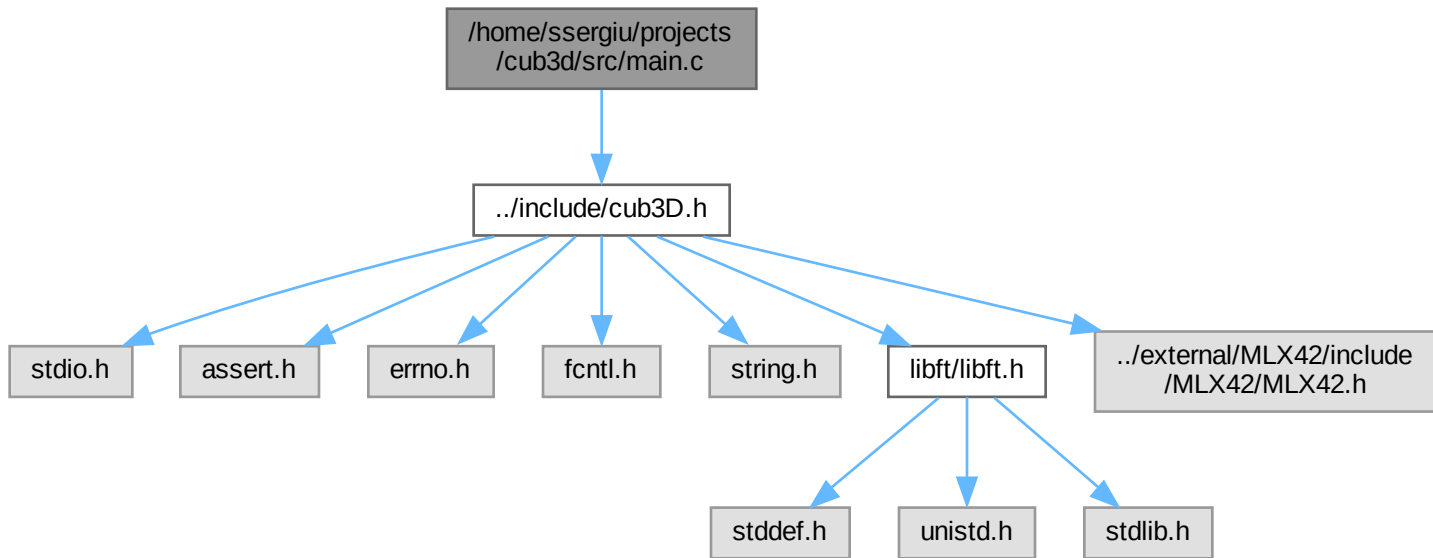 /home/ssergiu/projects
/cub3d/src/main.c
../include/cub3D.h
stdio.h
assert.h
errno.h
fcntl.h
string.h
libft/libft.h
../external/MLX42/include
/MLX42/MLX42.h
stddef.h
unistd.h
stdlib.h